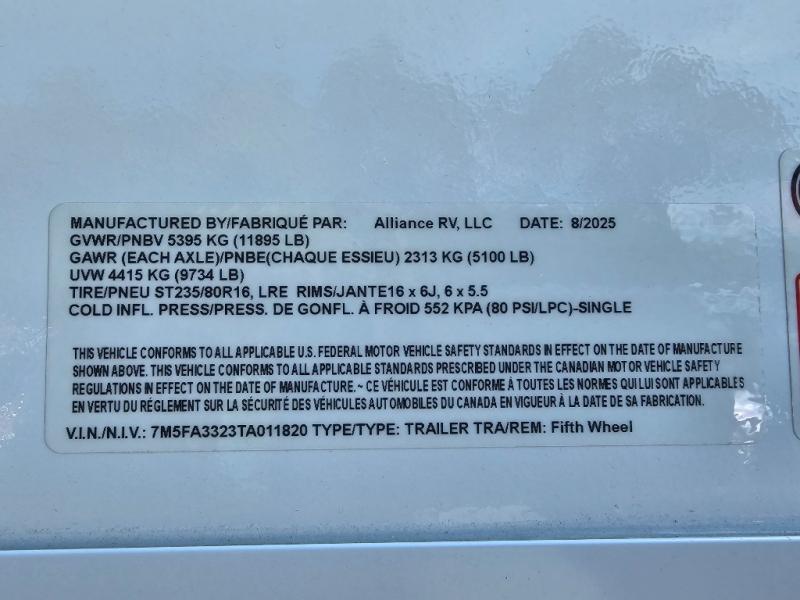 MANUFACTURED BY/FABRIQUÉ PAR: Alliance RV, LLC DATE: 8/2025
GVWR/PNBV 5395 KG (11895 LB)
GAWR (EACH AXLE)/PNBE(CHAQUE ESSIEU) 2313 KG (5100 LB)
UVW 4415 KG (9734 LB)
TIRE/PNEU ST235/80R16, LRE RIMS/JANTE16 x 6J, 6 x 5.5
COLD INFL. PRESS/PRESS. DE GONFL. À FROID 552 KPA (80 PSI/LPC)-SINGLE
THIS VEHICLE CONFORMS TO ALL APPLICABLE U.S. FEDERAL MOTOR VEHICLE SAFETY STANDARDS IN EFFECT ON THE DATE OF MANUFACTURE
SHOWN ABOVE. THIS VEHICLE CONFORMS TO ALL APPLICABLE STANDARDS PRESCRIBED UNDER THE CANADIAN MOTOR VEHICLE SAFETY
REGULATIONS IN EFFECT ON THE DATE OF MANUFACTURE. ~ CE VÉHICULE EST CONFORME À TOUTES LES NORMES QUI LUI SONT APPLICABLES
EN VERTU DU RÉGLEMENT SUR LA SÉCURITÉ DES VÉHICULES AUTOMOBILES DU CANADA EN VIGUEUR À LA DATE DE SA FABRICATION.
V.I.N./N.I.V.: 7M5FA3323TA011820 TYPE/TYPE: TRAILER TRA/REM: Fifth Wheel